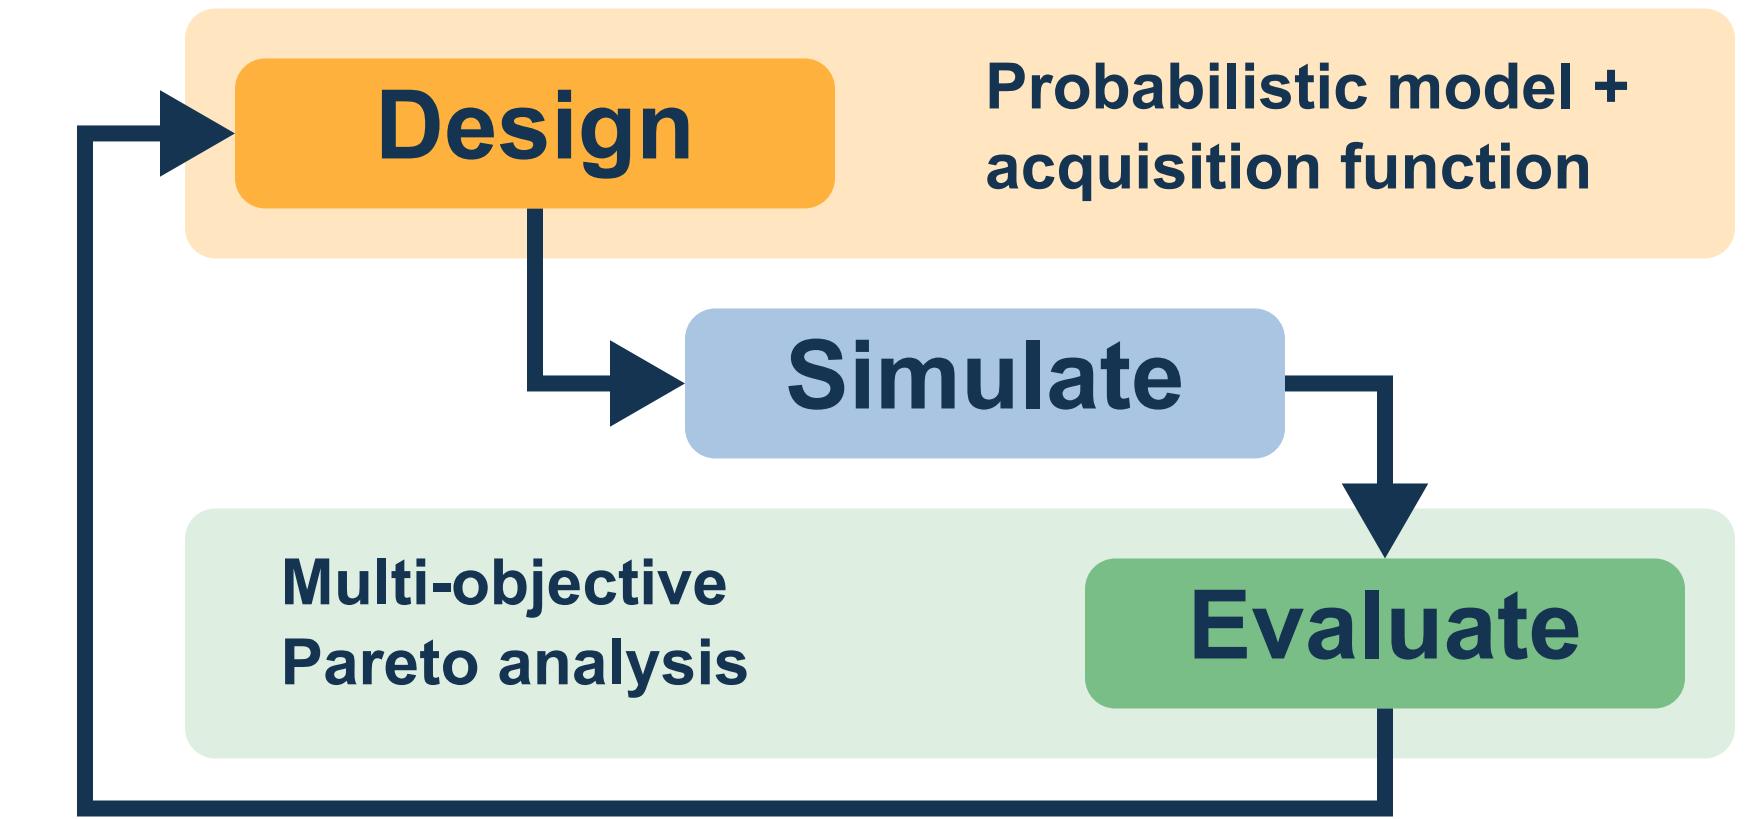 Design
Probabilistic model +
acquisition function
Simulate
Multi-objective
Pareto analysis
Evaluate